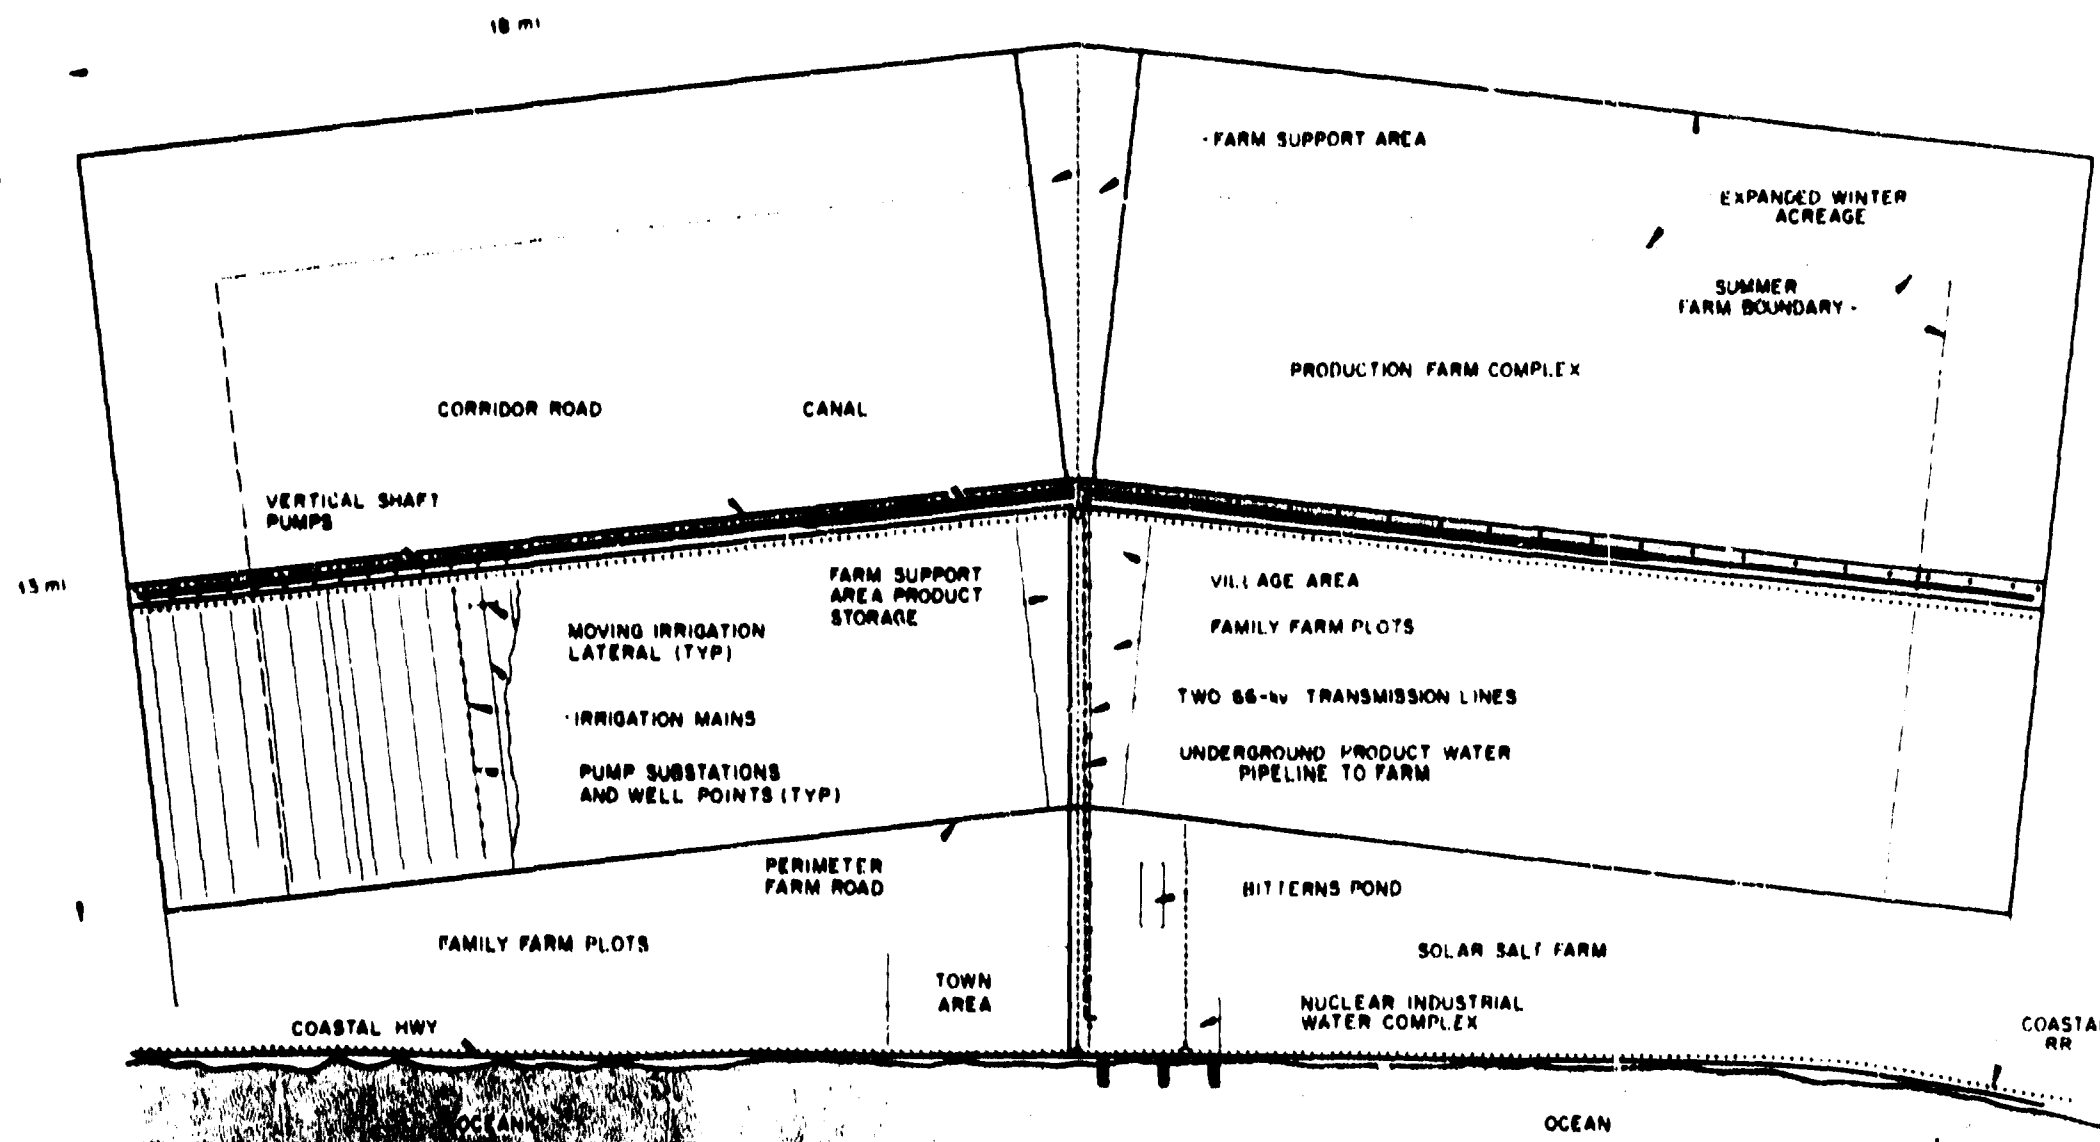 18 mi
FARM SUPPORT AREA
EXPANDED WINTER
ACREAGE
SUMMER
FARM BOUNDARY
PRODUCTION FARM COMPLEX
CORRIDOR ROAD
CANAL
VERTICAL SHAFT
PUMPS
15 mi
FARM SUPPORT
AREA PRODUCT
STORAGE
VILLAGE AREA
FAMILY FARM PLOTS
MOVING IRRIGATION
LATERAL (TYP)
TWO 66-kv TRANSMISSION LINES
IRRIGATION MAINS
UNDERGROUND PRODUCT WATER
PIPELINE TO FARM
PUMP SUBSTATIONS
AND WELL POINTS (TYP)
PERIMETER
FARM ROAD
BITTERNS POND
FAMILY FARM PLOTS
SOLAR SALT FARM
TOWN
AREA
NUCLEAR INDUSTRIAL
WATER COMPLEX
COASTAL HWY
COASTA
RR
OCEAN
OCEAN